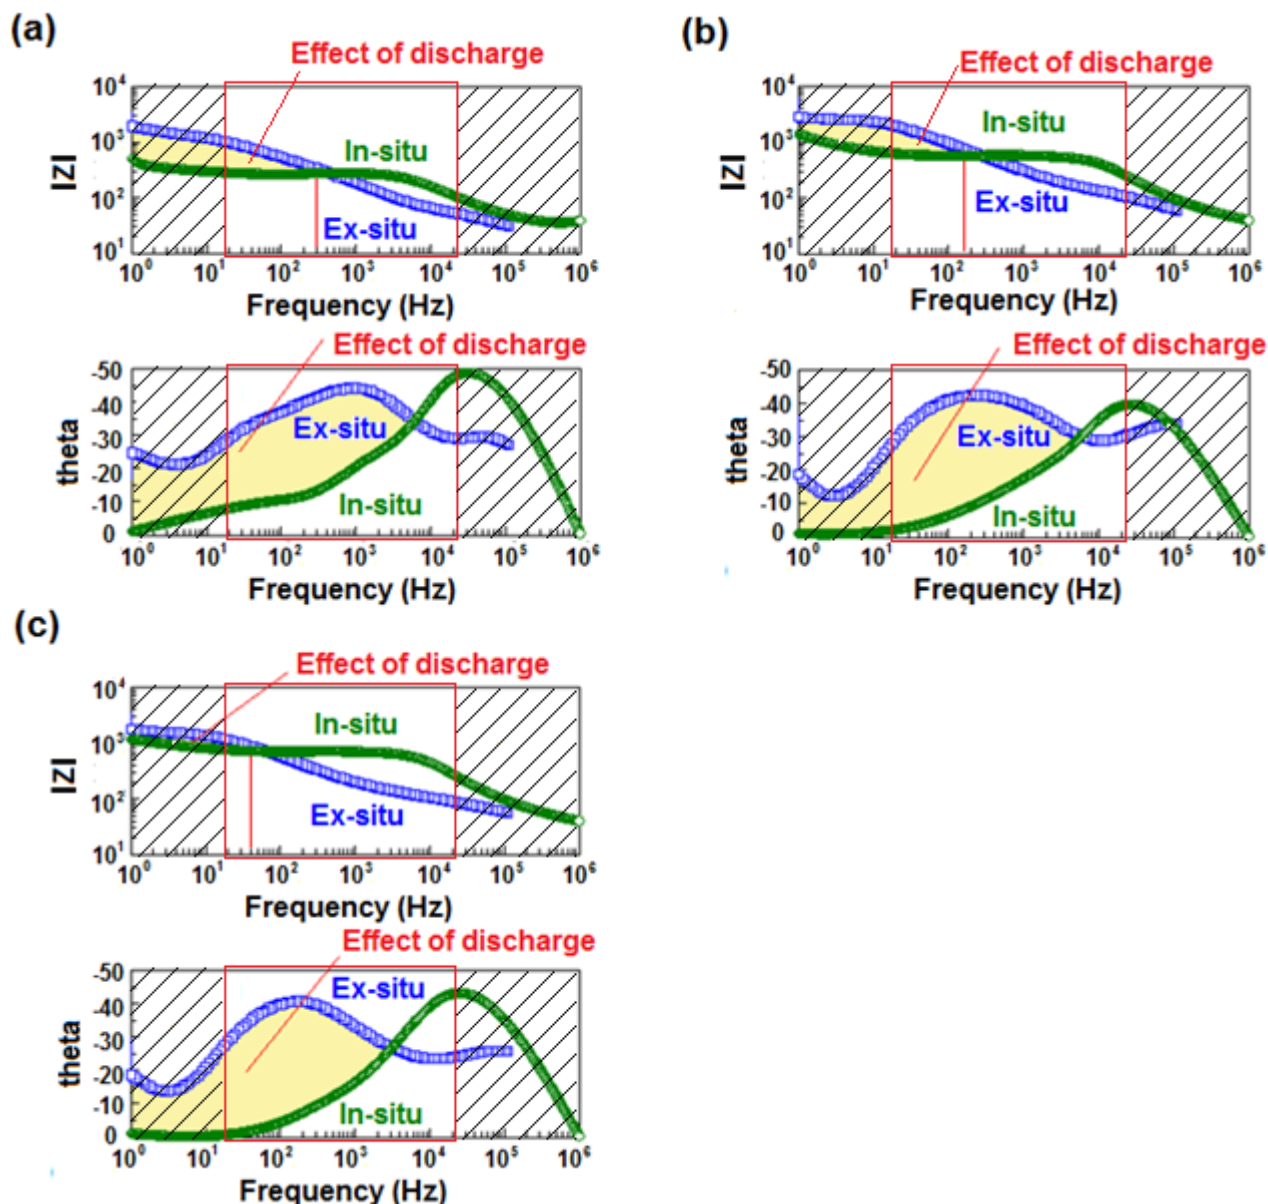 (a)
Effect of discharge
10⁴
10³
10²
10¹
|Z|
In-situ
Ex-situ
10⁰ 10¹ 10² 10³ 10⁴ 10⁵ 10⁶
Frequency (Hz)
Effect of discharge
-50
-40
-30
-20
-10
0
theta
Ex-situ
In-situ
10⁰ 10¹ 10² 10³ 10⁴ 10⁵ 10⁶
Frequency (Hz)
(b)
Effect of discharge
10⁴
10³
10²
10¹
|Z|
In-situ
Ex-situ
10⁰ 10¹ 10² 10³ 10⁴ 10⁵ 10⁶
Frequency (Hz)
Effect of discharge
-50
-40
-30
-20
-10
0
theta
Ex-situ
In-situ
10⁰ 10¹ 10² 10³ 10⁴ 10⁵ 10⁶
Frequency (Hz)
(c)
Effect of discharge
10⁴
10³
10²
10¹
|Z|
In-situ
Ex-situ
10⁰ 10¹ 10² 10³ 10⁴ 10⁵ 10⁶
Frequency (Hz)
Effect of discharge
-50
-40
-30
-20
-10
0
theta
Ex-situ
In-situ
10⁰ 10¹ 10² 10³ 10⁴ 10⁵ 10⁶
Frequency (Hz)